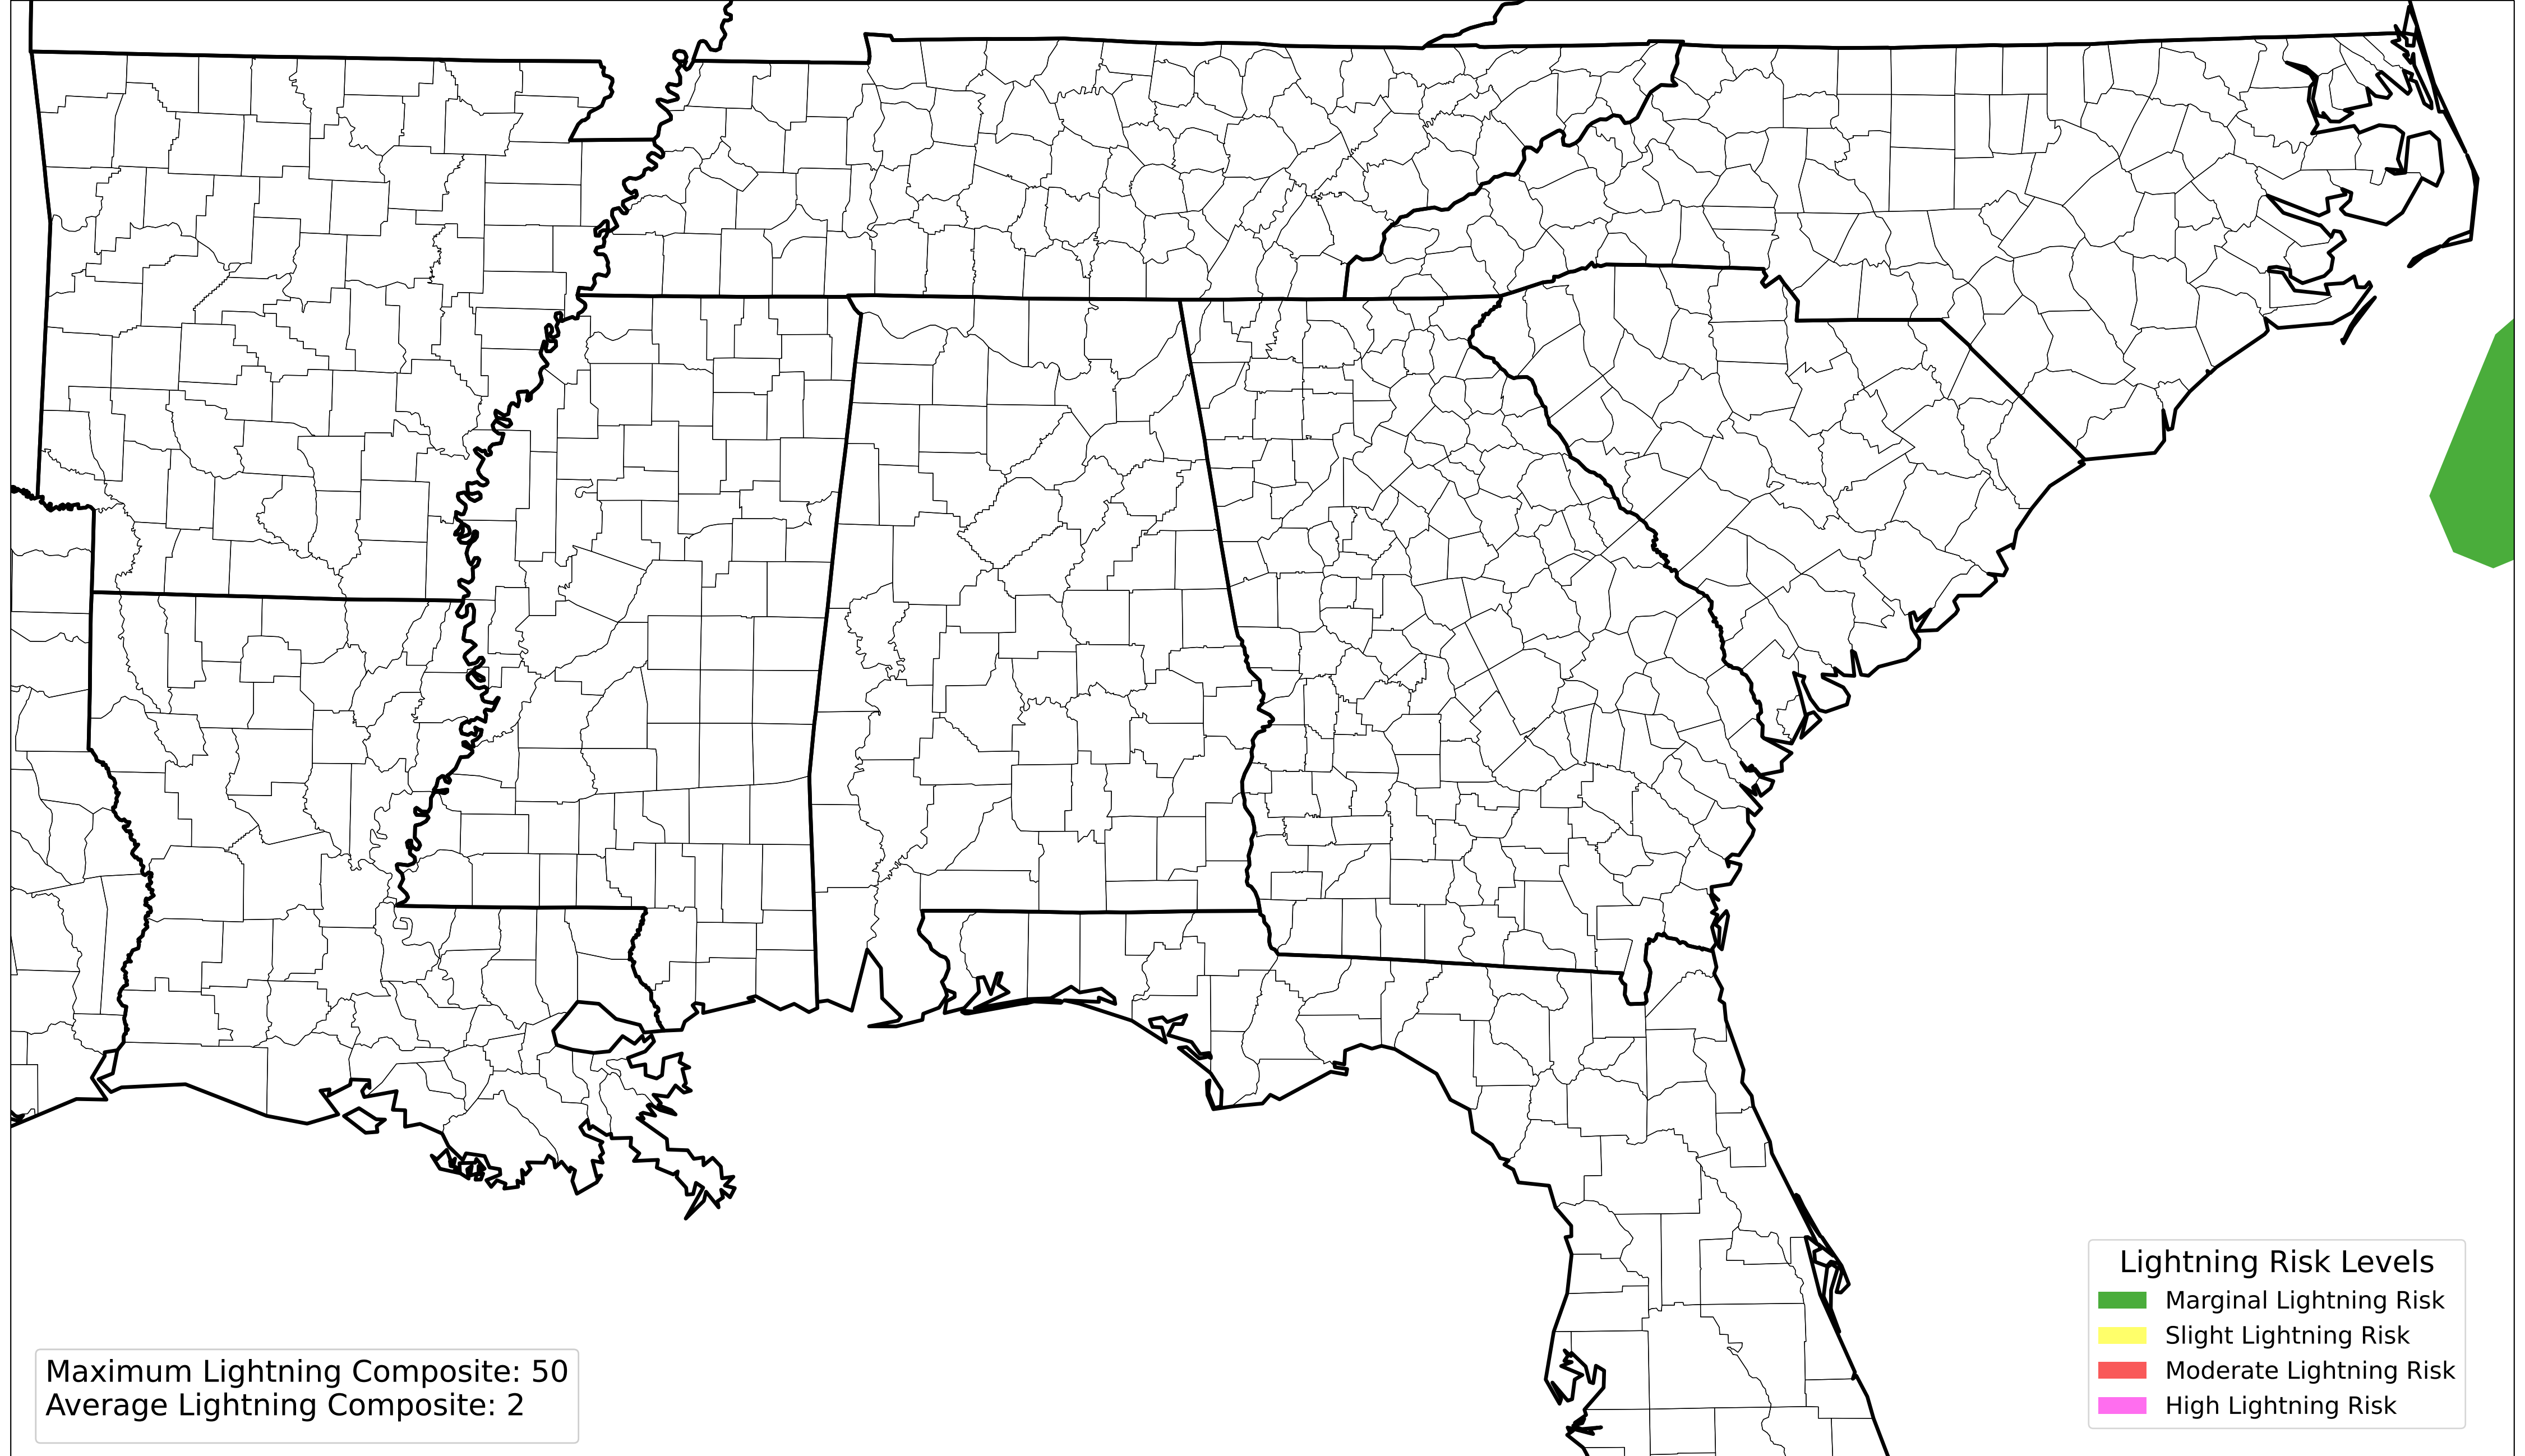 Lightning Risk Levels
Marginal Lightning Risk
Slight Lightning Risk
Moderate Lightning Risk
High Lightning Risk
Maximum Lightning Composite: 50
Average Lightning Composite: 2